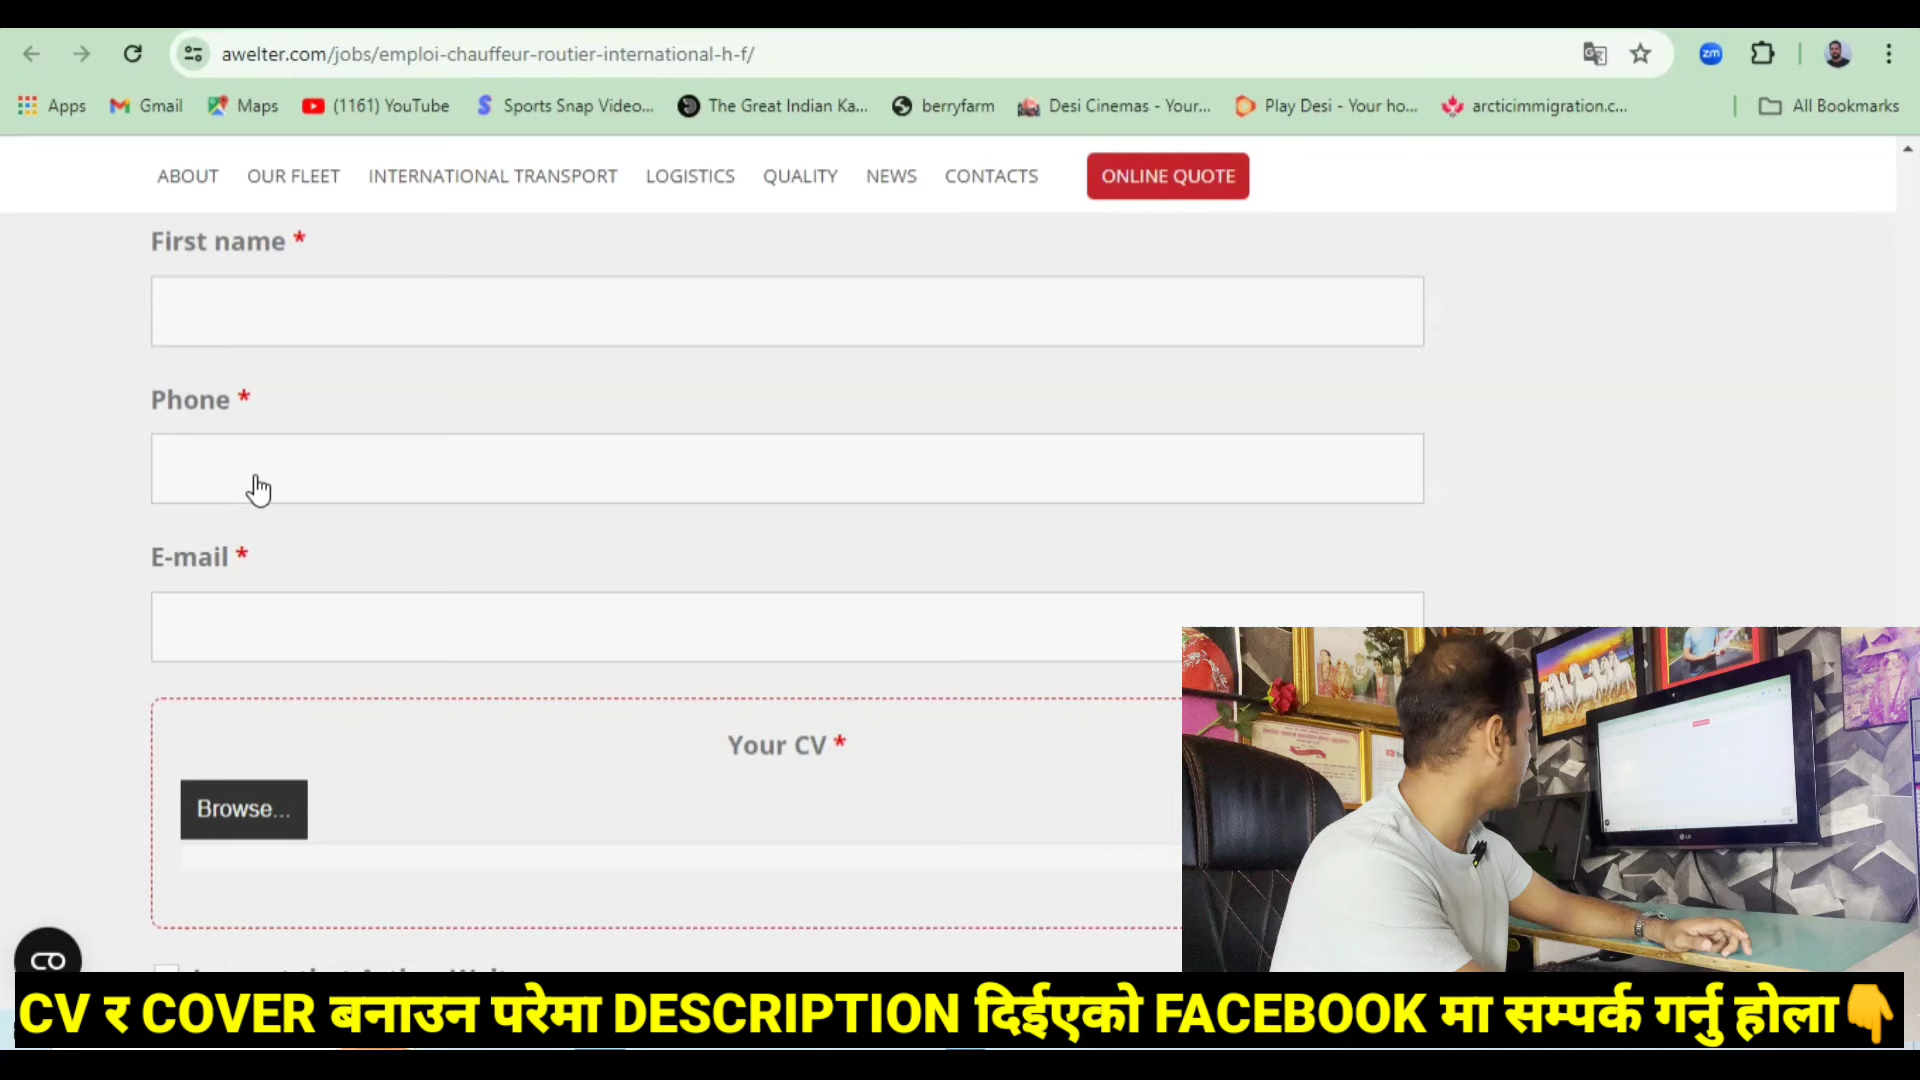 awelter.com/jobs/emploi-chauffeur-routier-international-h-f/
zm
Apps Gmail Maps (1161) YouTube Sports Snap Video... The Great Indian Ka... berryfarm Desi Cinemas - Your... Play Desi - Your ho... arcticimmigration.c... All Bookmarks
ABOUT OUR FLEET INTERNATIONAL TRANSPORT LOGISTICS QUALITY NEWS CONTACTS ONLINE QUOTE
First name *
Phone *
E-mail *
Your CV *
Browse...
CV र COVER बनाउन परेमा DESCRIPTION दिईएको FACEBOOK मा सम्पर्क गर्नु होला👇